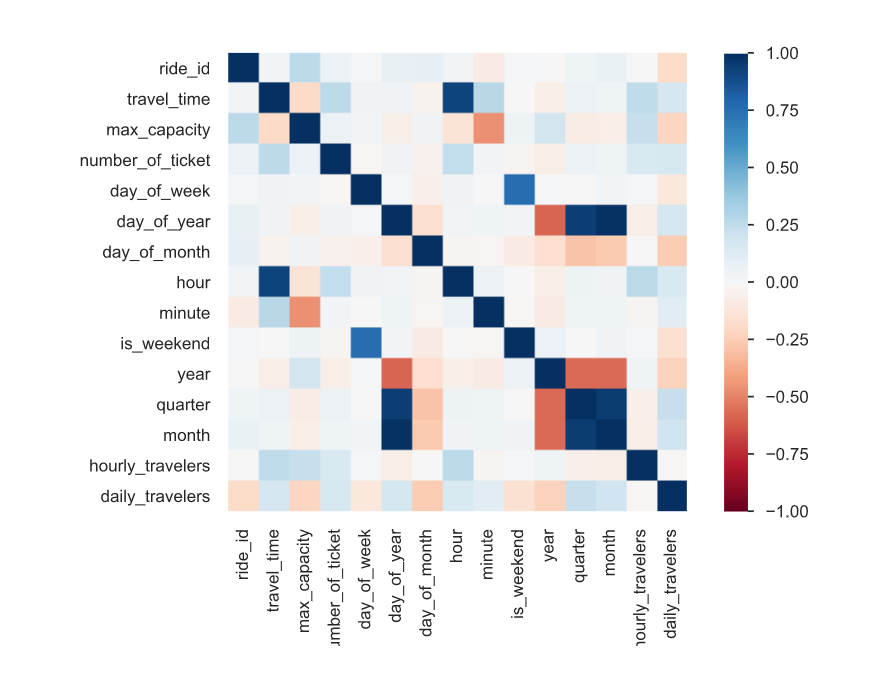 ride_id
travel_time
max_capacity
number_of_ticket
day_of_week
day_of_year
day_of_month
hour
minute
is_weekend
year
quarter
month
hourly_travelers
daily_travelers
ride_id
travel_time
max_capacity
umber_of_ticket
day_of_week
day_of_year
day_of_month
hour
minute
is_weekend
year
quarter
month
hourly_travelers
daily_travelers
1.00
0.75
0.50
0.25
0.00
−0.25
−0.50
−0.75
−1.00